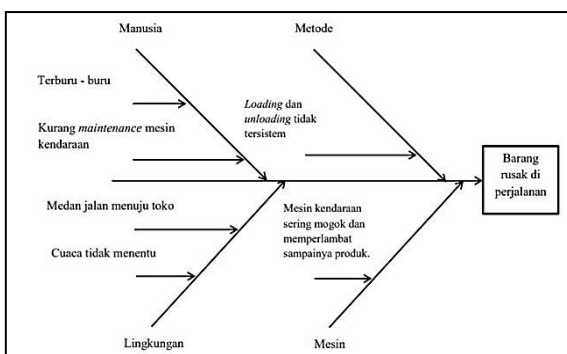 Manusia
Metode
Terburu - buru
Kurang maintenance mesin
kendaraan
Loading dan
unloading tidak
tersistem
Barang
rusak di
perjalanan
Medan jalan menuju toko
Cuaca tidak menentu
Mesin kendaraan
sering mogok dan
memperlambat
sampainya produk.
Lingkungan
Mesin